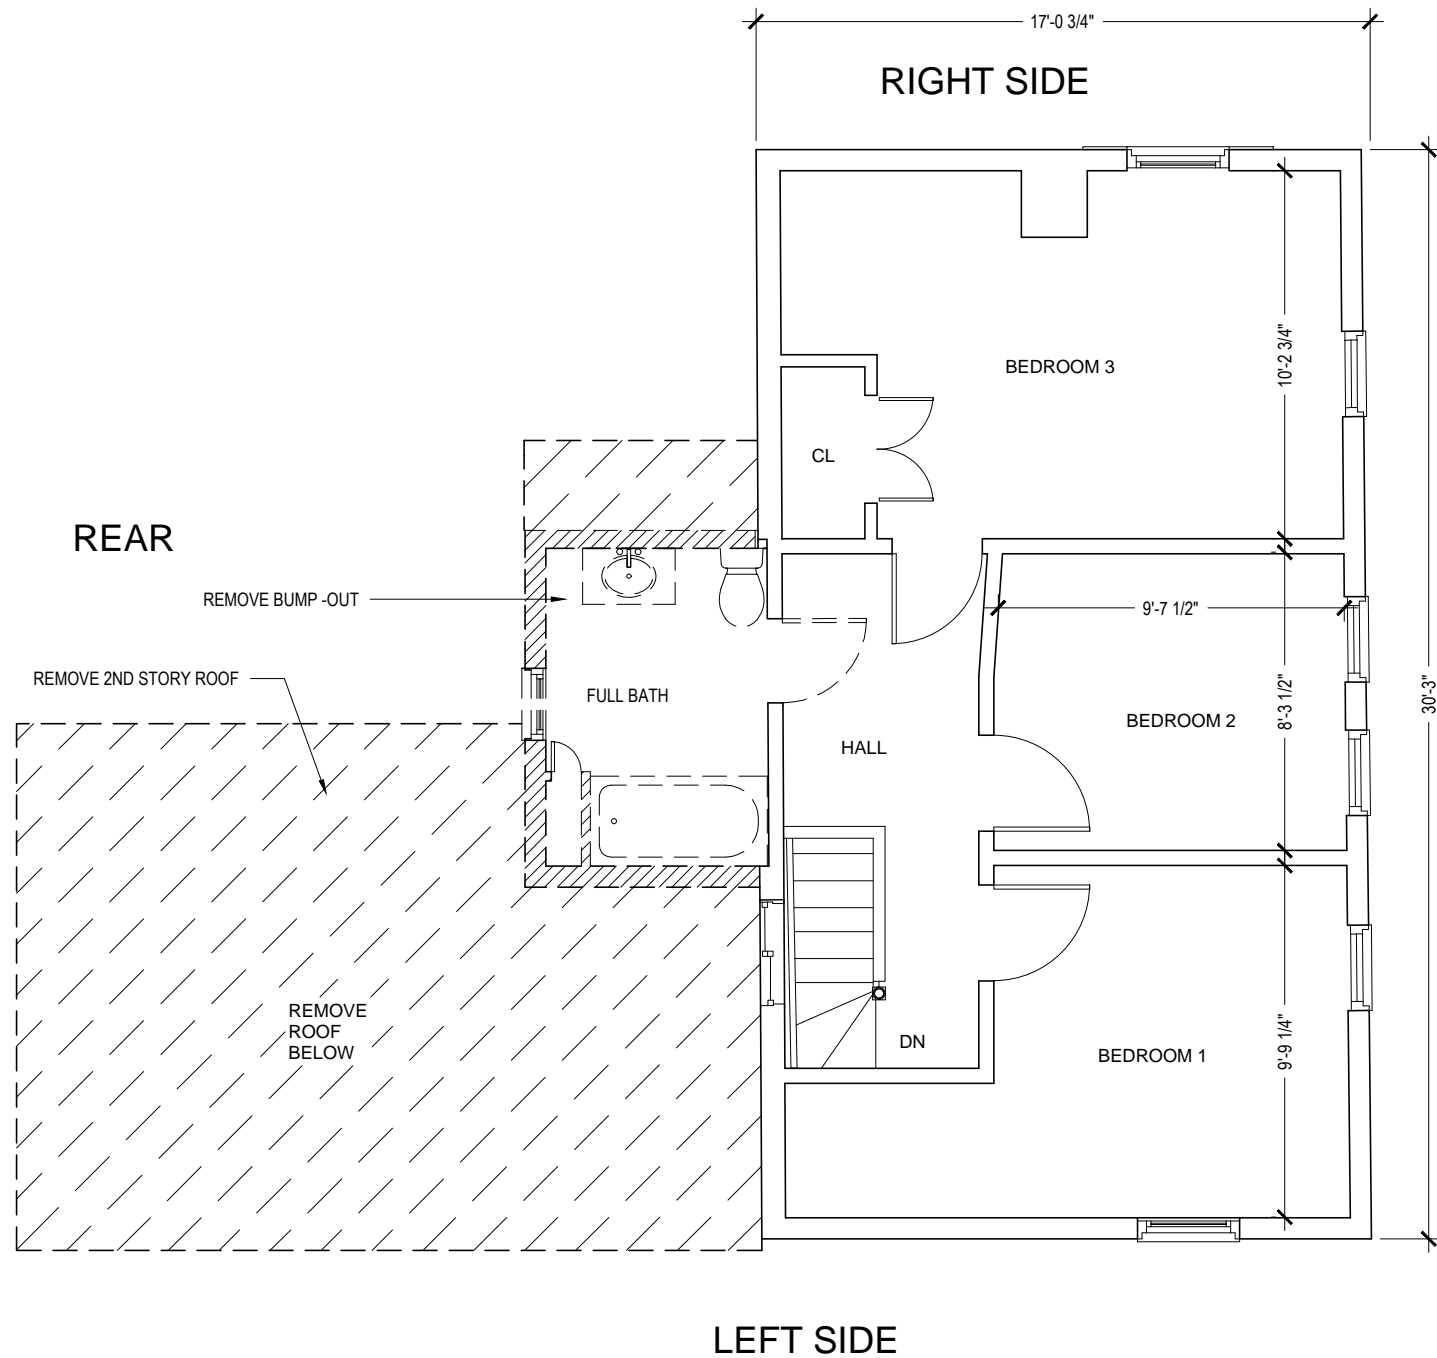 17'-0 3/4"
RIGHT SIDE
BEDROOM 3
10'-2 3/4"
CL
REAR
REMOVE BUMP -OUT
9'-7 1/2"
REMOVE 2ND STORY ROOF
FULL BATH
HALL
BEDROOM 2
8'-3 1/2"
30'-3"
REMOVE
ROOF
BELOW
DN
BEDROOM 1
9'-9 1/4"
LEFT SIDE